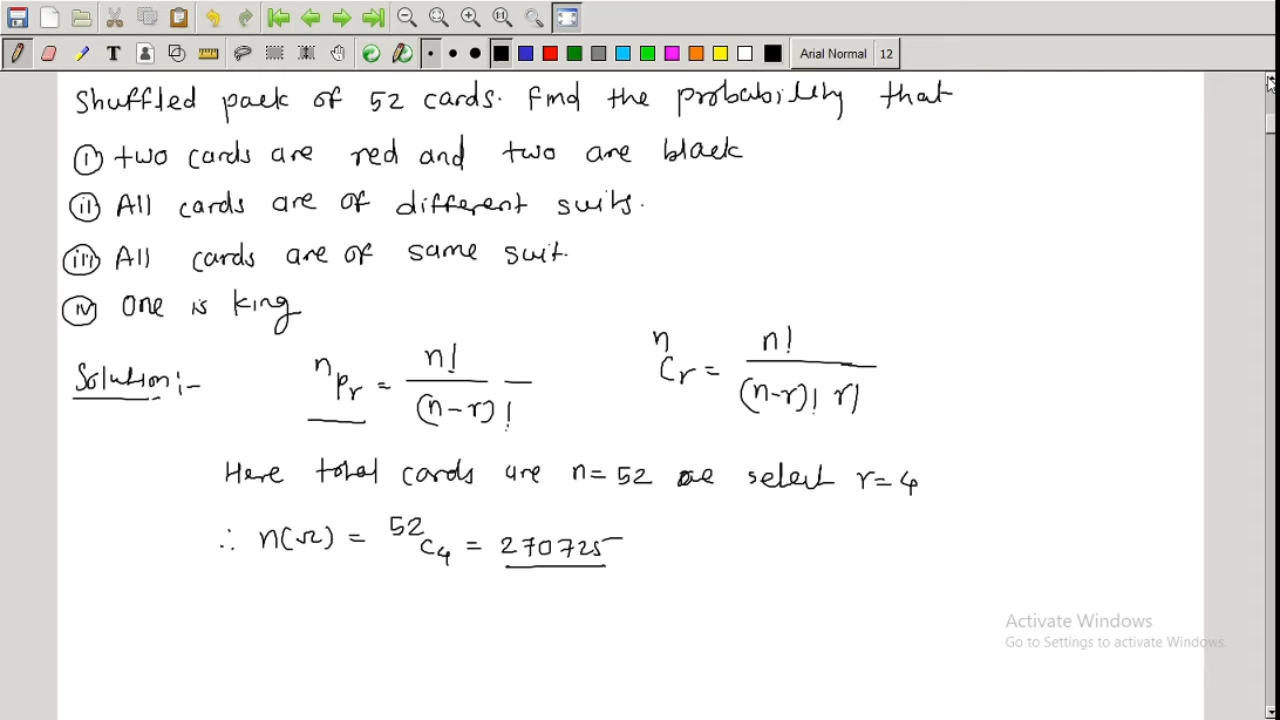 T Arial Normal 12
Shuffled pack of 52 cards. Find the probability that
(i) two cards are red and two are black
(ii) All cards are of different suits.
(iii) All cards are of same suit.
(iv) One is king
Solution:- nPr = n! / (n-r)! nCr = n! / (n-r)! r!
Here total cards are n=52 we select r=4
∴ n(Ω) = 52C4 = 270725
Activate Windows
Go to Settings to activate Windows.